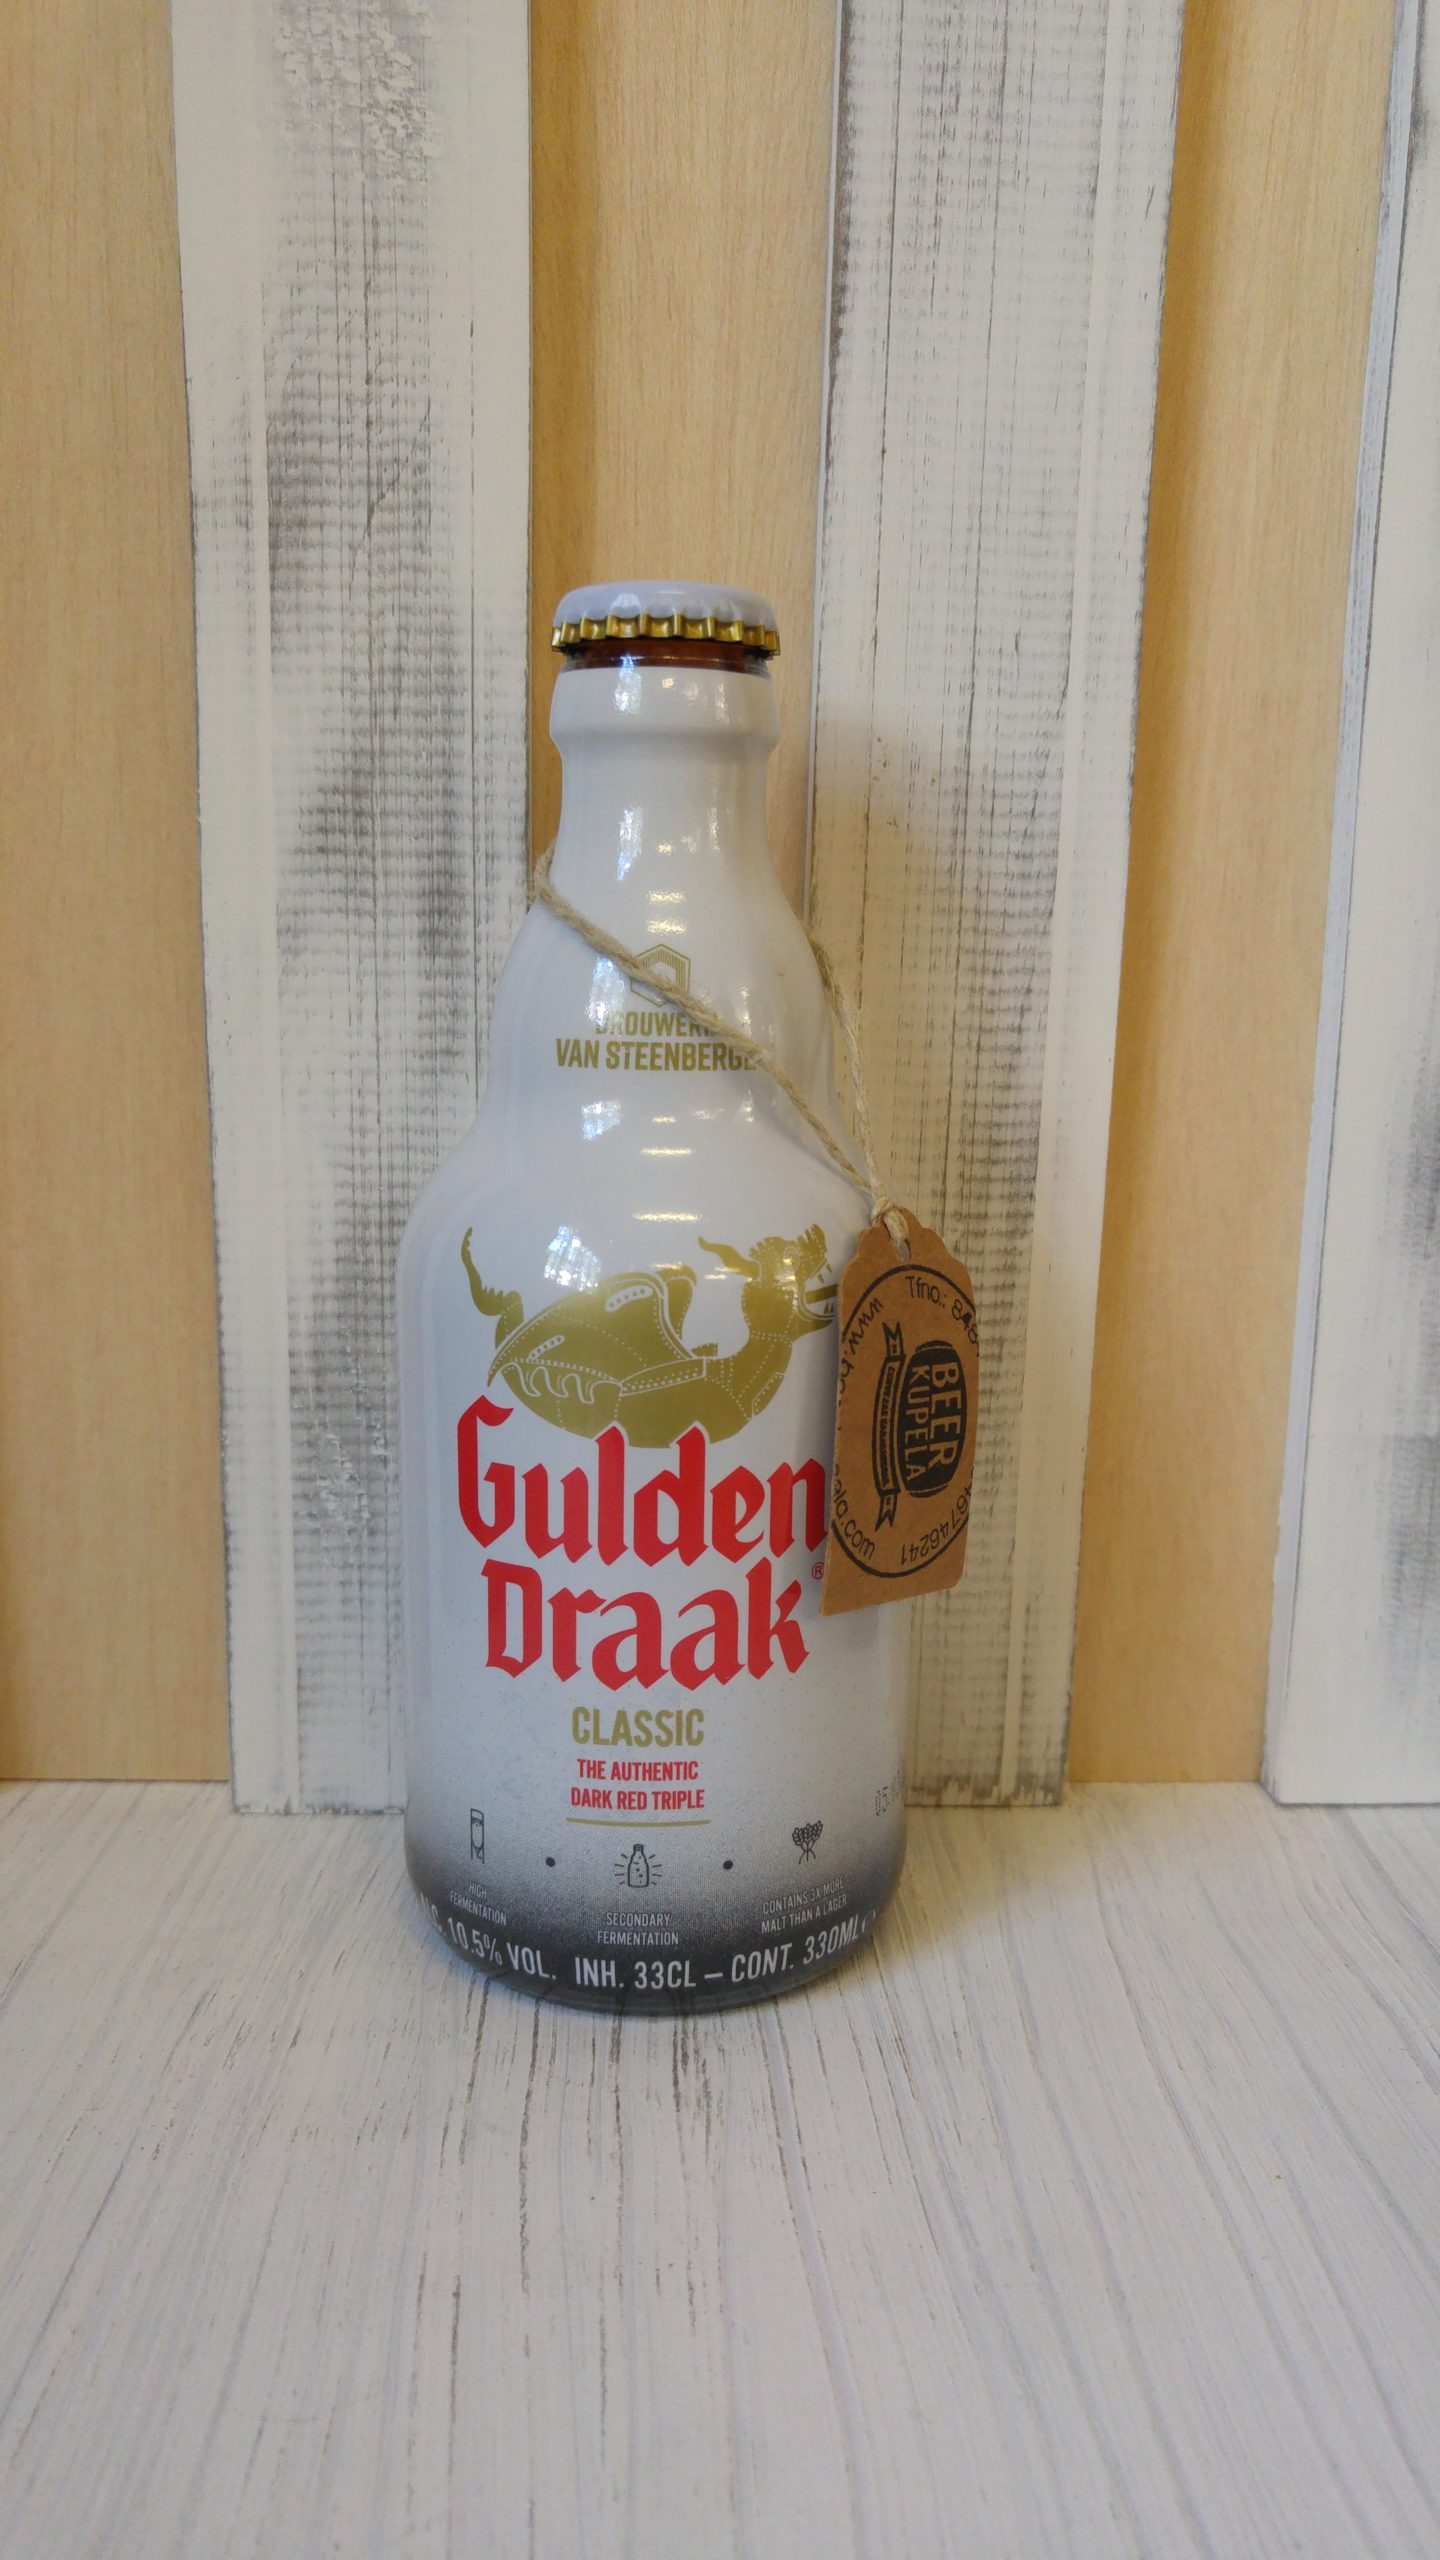 VAN STEENBERGE
Gulden
Draak®
CLASSIC
THE AUTHENTIC
DARK RED TRIPLE
HIGH
FERMENTATION
SECONDARY
FERMENTATION
CONTAINS 3X MORE
MALT THAN A LAGER
10.5% VOL. INH. 33CL – CONT. 330ML e
Tfno.:
BEER
KUPELA